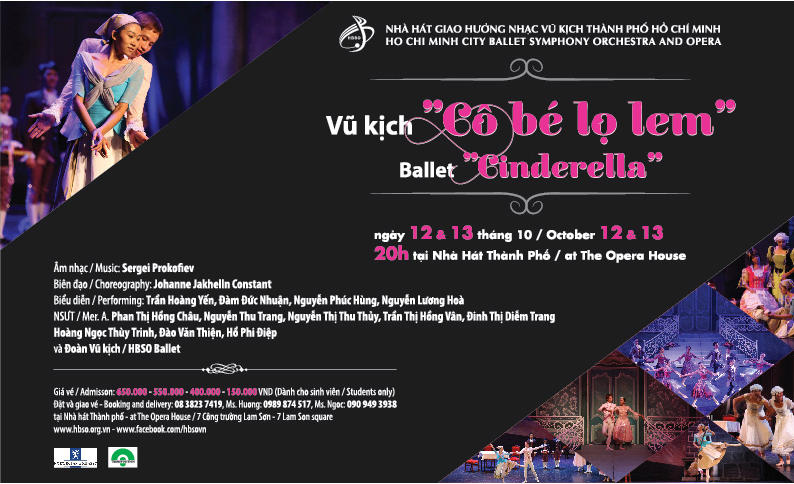 HBSO
NHÀ HÁT GIAO HƯỞNG NHẠC VŨ KỊCH THÀNH PHỐ HỒ CHÍ MINH
HO CHI MINH CITY BALLET SYMPHONY ORCHESTRA AND OPERA
Vũ kịch "Cô bé lọ lem"
Ballet "Cinderella"
ngày 12 & 13 tháng 10 / October 12 & 13
20h tại Nhà Hát Thành Phố / at The Opera House
Âm nhạc / Music: Sergei Prokofiev
Biên đạo / Choreography: Johanne Jakhelln Constant
Biểu diễn / Performing: Trần Hoàng Yến, Đàm Đức Nhuận, Nguyễn Phúc Hùng, Nguyễn Lương Hoà
NSƯT / Mer. A. Phan Thị Hồng Châu, Nguyễn Thu Trang, Nguyễn Thị Thu Thủy, Trần Thị Hồng Vân, Đinh Thị Diễm Trang
Hoàng Ngọc Thùy Trinh, Đào Văn Thiện, Hồ Phi Điệp
và Đoàn Vũ kịch / HBSO Ballet
Giá vé / Admisson: 650.000 - 550.000 - 400.000 - 150.000 VND (Dành cho sinh viên / Students only)
Đặt và giao vé - Booking and delivery: 08 3823 7419, Ms. Huong: 0989 874 517, Ms. Ngoc: 090 949 3938
tại Nhà hát Thành phố - at The Opera House / 7 Công trường Lam Sơn - 7 Lam Son square
www.hbso.org.vn - www.facebook.com/hbsovn